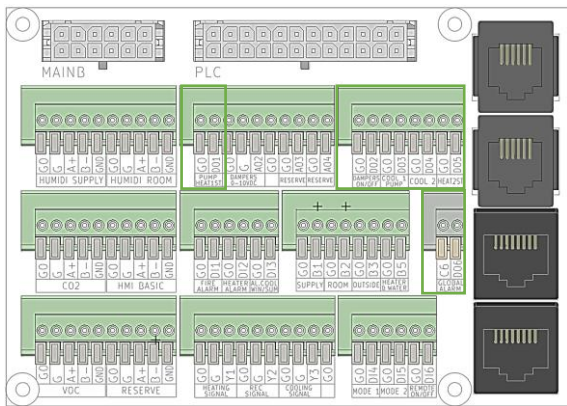 MAINB PLC
G0 G A+ B- GND G0 G A+ B- GND G0 DO1 G0 G AO2 G G0 AO3 G0 AO4 G0 DO2 G0 DO3 G0 DO4 G0 DO5
HUMIDI SUPPLY HUMIDI ROOM PUMP HEAT1ST DAMPERS 0-10VDC RESERVE RESERVE DAMPERS ON/OFF COOL 1 PUMP COOL 2 HEAT2ST
G0 G A+ B- GND G0 G A+ B- GND G0 DI1 G0 DI2 G0 DI3 G0 B1 G0 B2 G0 B3 G0 B5 C6 DO6
CO2 HMI BASIC FIRE ALARM HEATER ALARM AL.COOL WIN/SUM SUPPLY ROOM OUTSIDE HEATER WATER GLOBAL ALARM
G0 G A+ B- GND G0 G A+ B- GND G0 G Y1 G0 G Y2 G0 G Y3 G0 G0 DI4 G0 DI5 G0 DI6
VOC RESERVE HEATING SIGNAL REC SIGNAL COOLING SIGNAL MODE 1 MODE 2 REMOTE ON/OFF